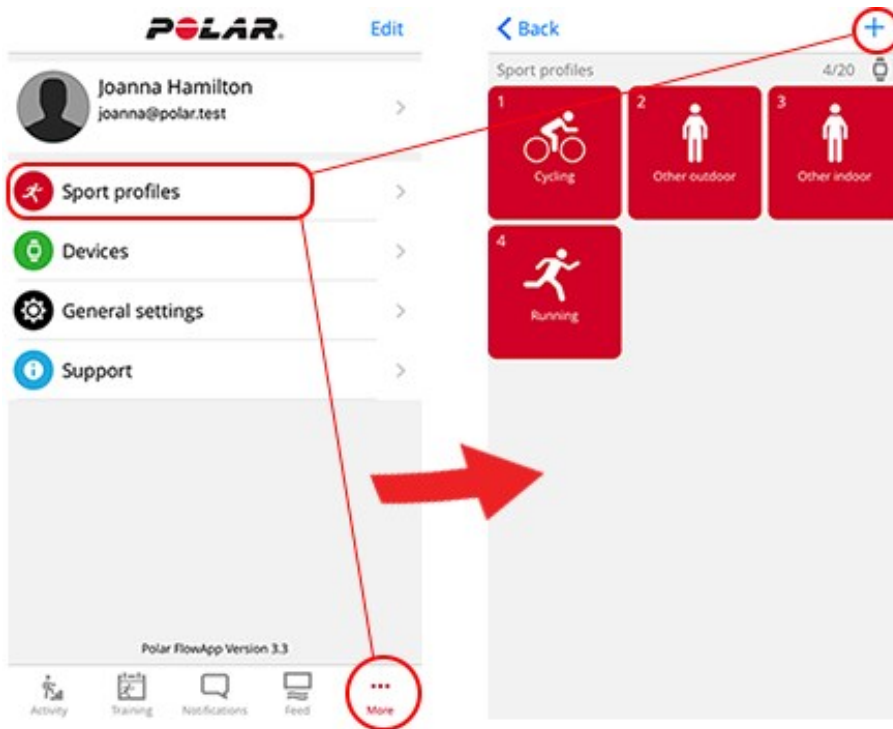 POLAR.
Edit
Joanna Hamilton
joanna@polar.test
Sport profiles
Devices
General settings
Support
Polar FlowApp Version 3.3
Activity
Training
Notifications
Feed
More
Back
Sport profiles
4/20
1
Cycling
2
Other outdoor
3
Other indoor
4
Running